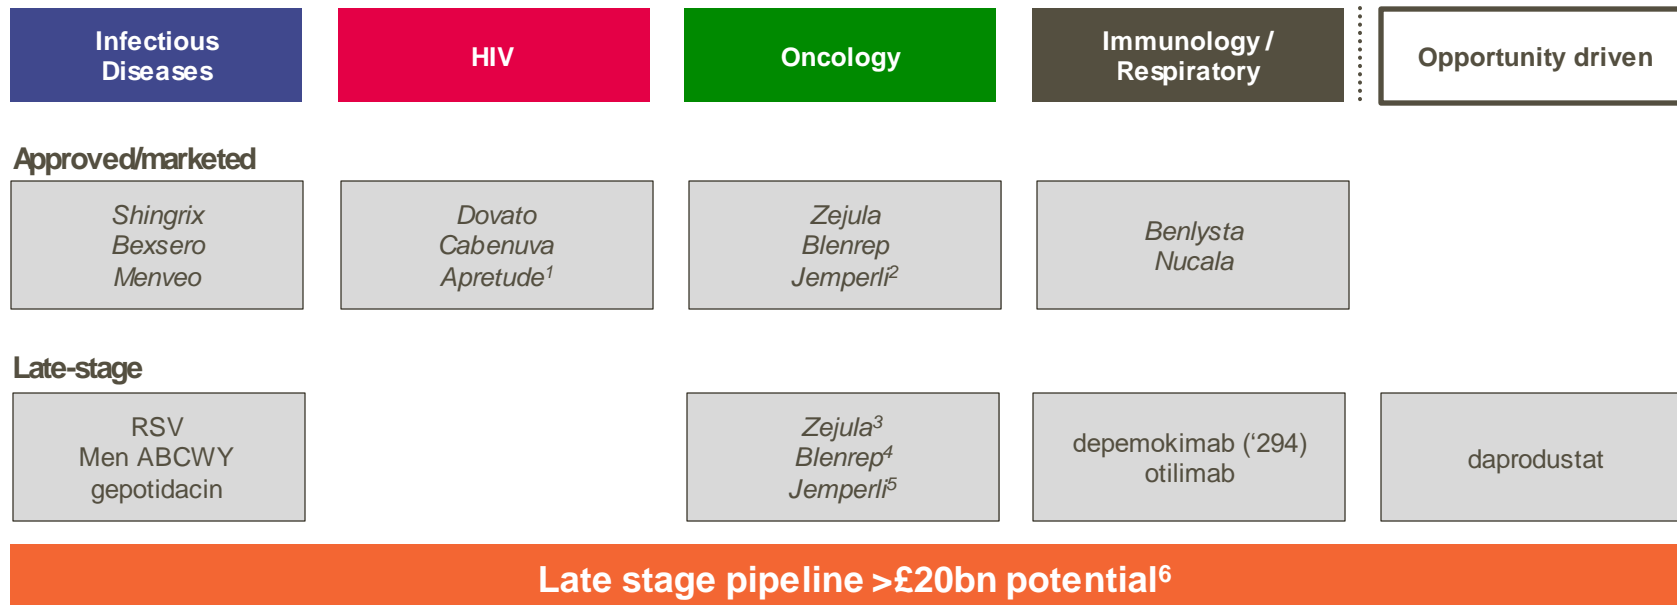 Infectious
Diseases
HIV
Oncology
Immunology /
Respiratory
Opportunity driven
Approved/marketed
Shingrix
Bexsero
Menveo
Dovato
Cabenuva
Apretude¹
Zejula
Blenrep
Jemperli²
Benlysta
Nucala
Late-stage
RSV
Men ABCWY
gepotidacin
Zejula³
Blenrep⁴
Jemperli⁵
depemokimab (‘294)
otilimab
daprodustat
Late stage pipeline >£20bn potential⁶